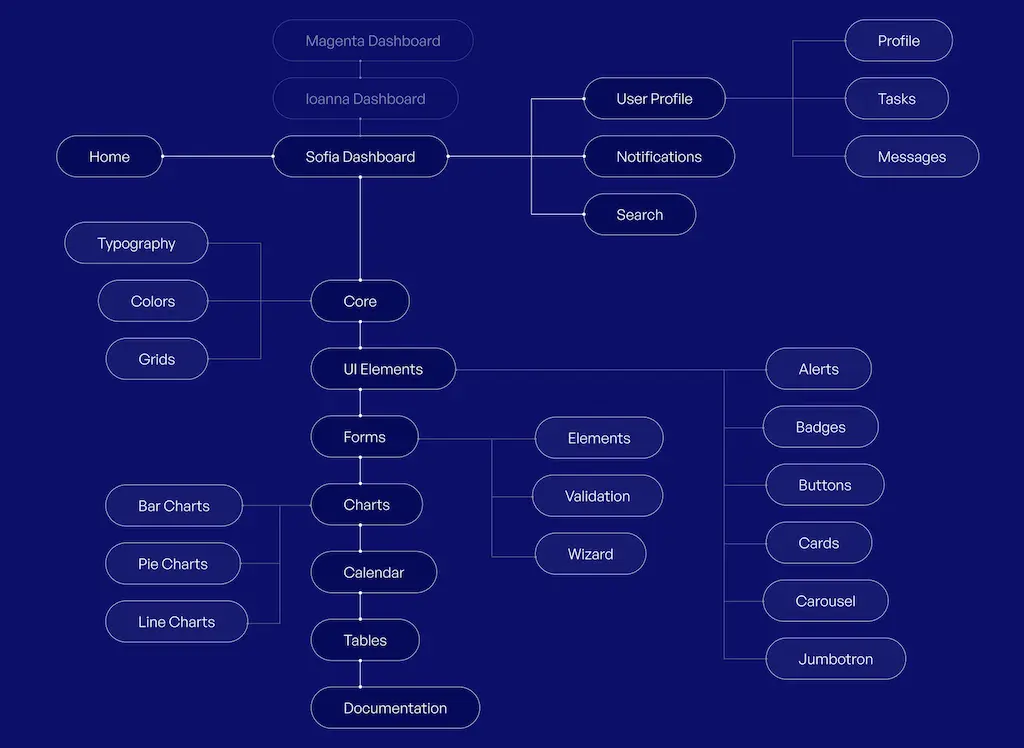 Magenta Dashboard
Ioanna Dashboard
Home
Sofia Dashboard
User Profile
Notifications
Search
Profile
Tasks
Messages
Typography
Colors
Grids
Core
UI Elements
Forms
Charts
Calendar
Tables
Documentation
Bar Charts
Pie Charts
Line Charts
Elements
Validation
Wizard
Alerts
Badges
Buttons
Cards
Carousel
Jumbotron